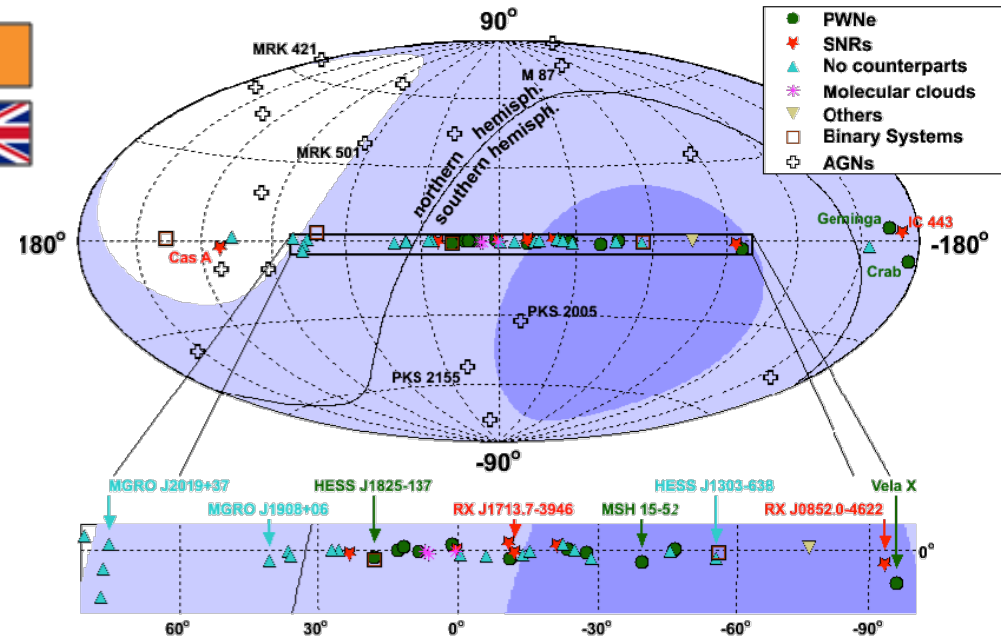 90°
MRK 421
M 87
MRK 501
northern hemisph.
southern hemisph.
PWNe
SNRs
No counterparts
Molecular clouds
Others
Binary Systems
AGNs
Geminga
IC 443
180°
-180°
Cas A
Crab
PKS 2005
PKS 2155
-90°
MGRO J2019+37
HESS J1825-137
HESS J1303-638
Vela X
MGRO J1908+06
RX J1713.7-3946
MSH 15-52
RX J0852.0-4622
0°
60°
30°
0°
-30°
-60°
-90°